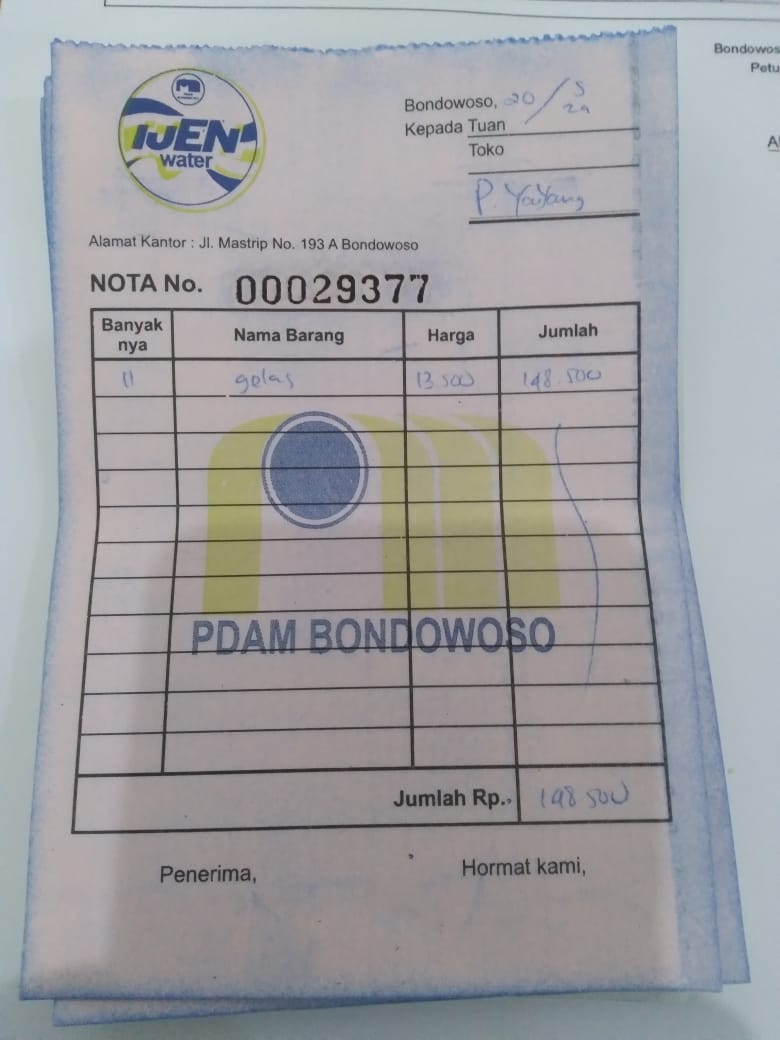 Bondowos
Petu
A
IJEN
water
Bondowoso, 20/5
24
Kepada Tuan
Toko
P. Yayang
Alamat Kantor : Jl. Mastrip No. 193 A Bondowoso
NOTA No. 00029377
Banyak nya Nama Barang Harga Jumlah
11 gelas 13.500 148.500
PDAM BONDOWOSO
Jumlah Rp. 148 500
Penerima, Hormat kami,